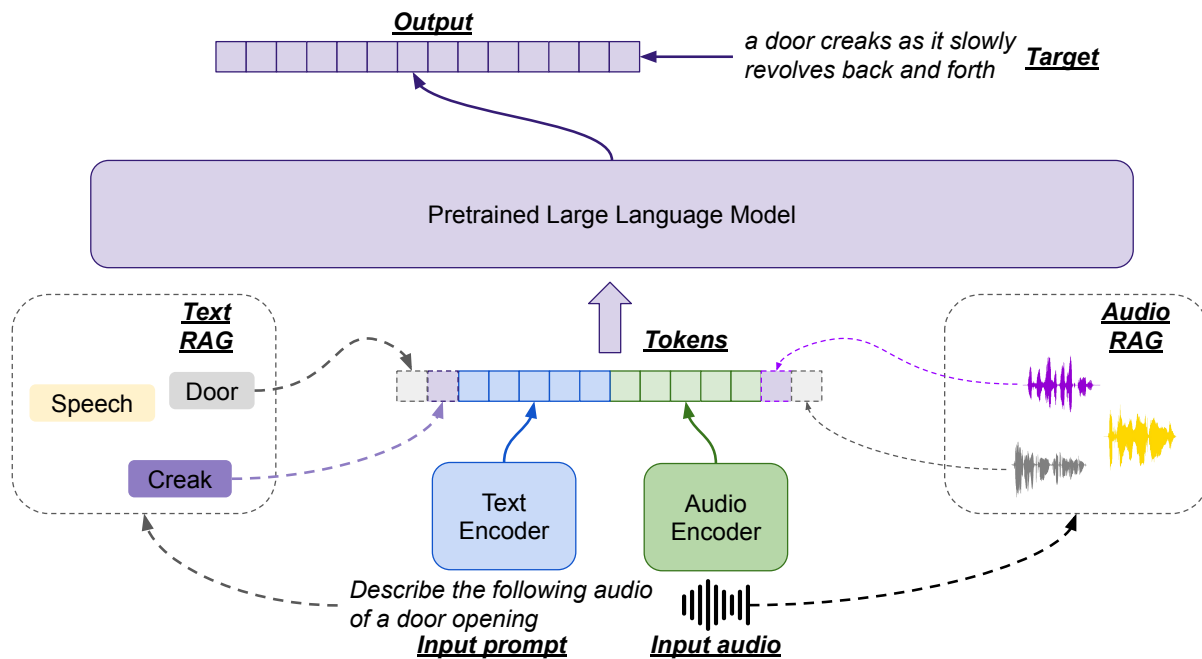 Output
a door creaks as it slowly
revolves back and forth
Target
Pretrained Large Language Model
Text
RAG
Door
Speech
Creak
Tokens
Audio
RAG
Text
Encoder
Audio
Encoder
Describe the following audio
of a door opening
Input prompt
Input audio